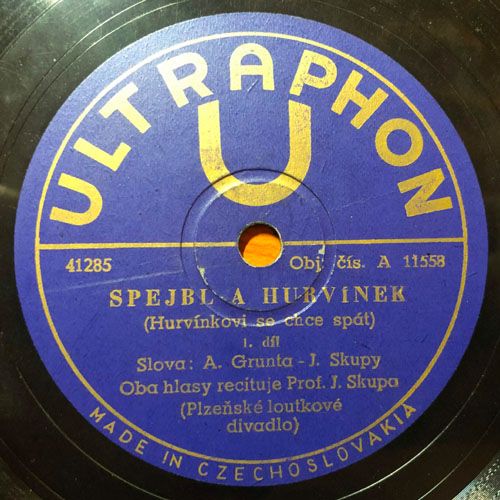 ULTRAPHON
U
41285
Obj. čís. A 11558
SPEJBL A HURVÍNEK
(Hurvínkovi se chce spát)
1. díl
Slova: A. Grunta - J. Skupy
Oba hlasy recituje Prof. J. Skupa
(Plzeňské loutkové
divadlo)
MADE IN CZECHOSLOVAKIA